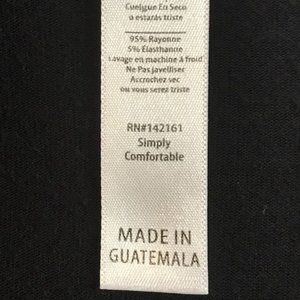 Cuelgue En Seco
o estarás triste
95% Rayonne
5% Élasthanne
Lavage en machine à froid
Ne Pas javelliser
Accrochez sec
ou vous serez triste
RN#142161
Simply
Comfortable
MADE IN
GUATEMALA